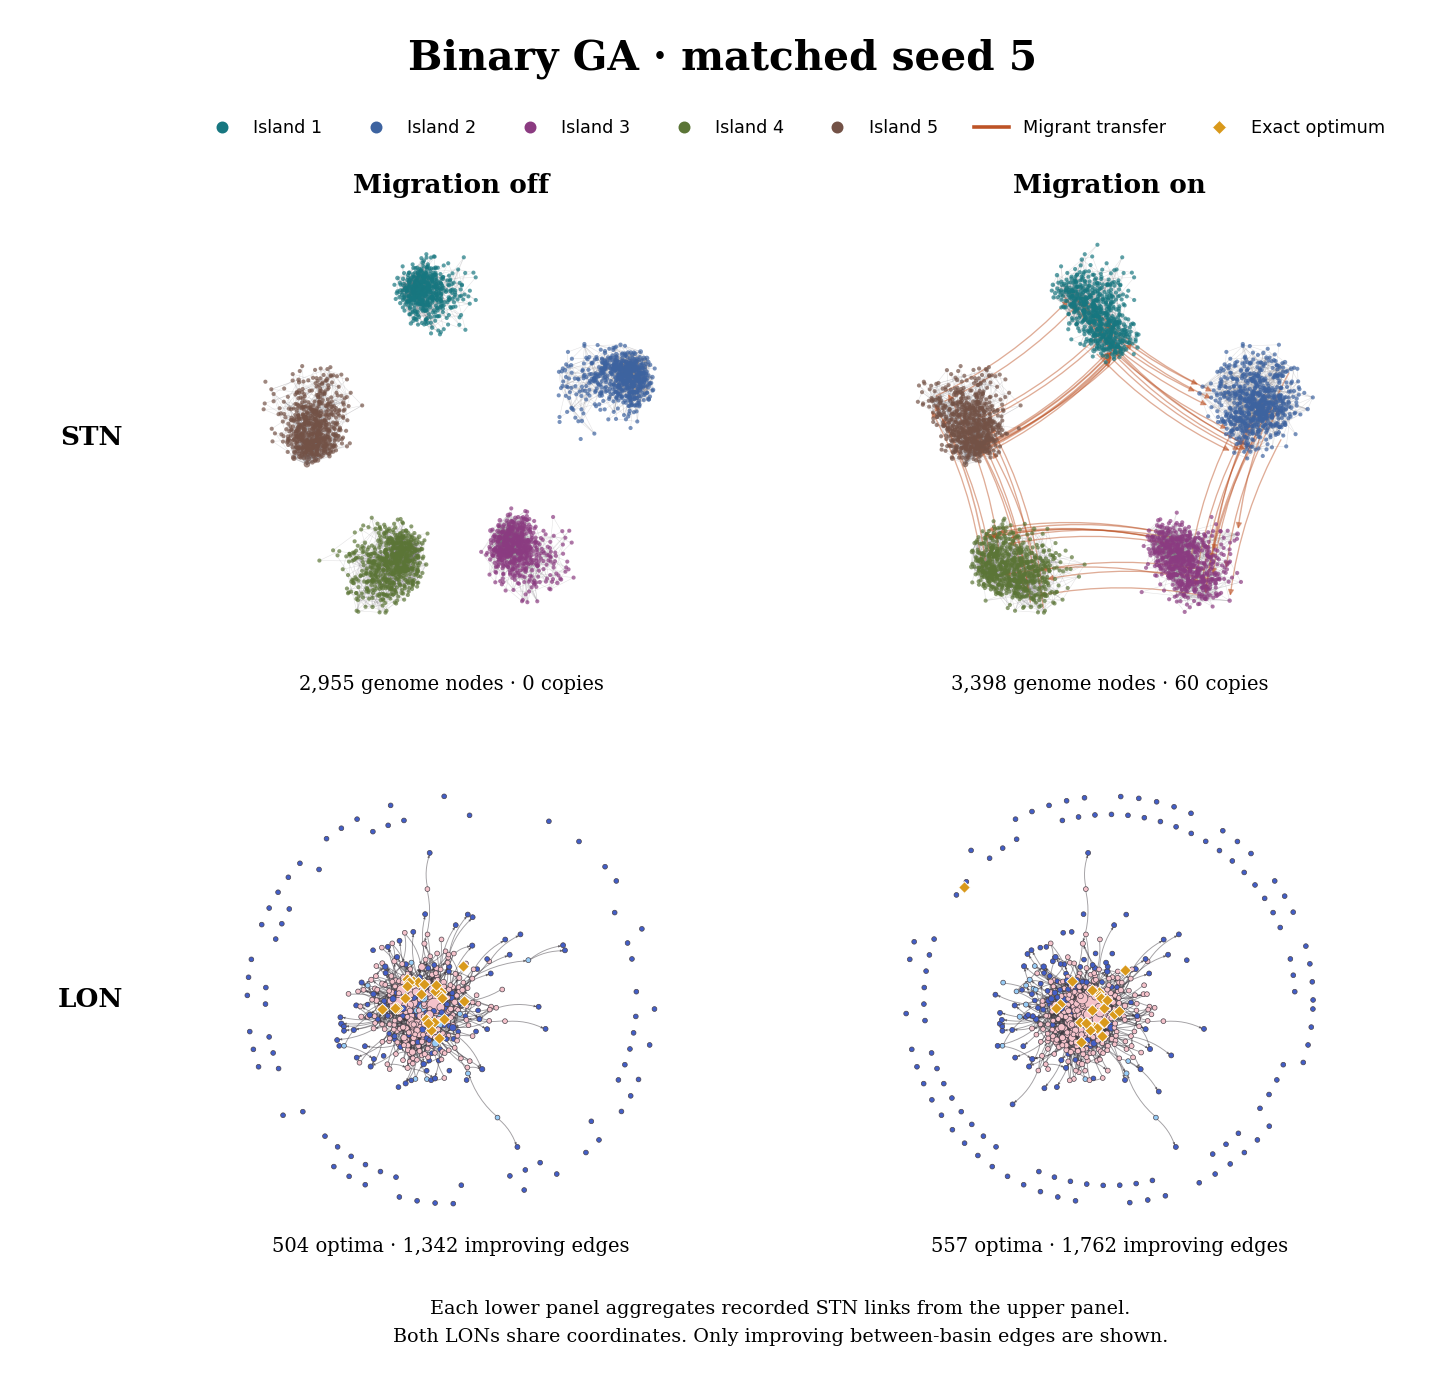 Binary GA · matched seed 5
Island 1 Island 2 Island 3 Island 4 Island 5 Migrant transfer Exact optimum
Migration off Migration on
STN
2,955 genome nodes · 0 copies 3,398 genome nodes · 60 copies
LON
504 optima · 1,342 improving edges 557 optima · 1,762 improving edges
Each lower panel aggregates recorded STN links from the upper panel.
Both LONs share coordinates. Only improving between-basin edges are shown.